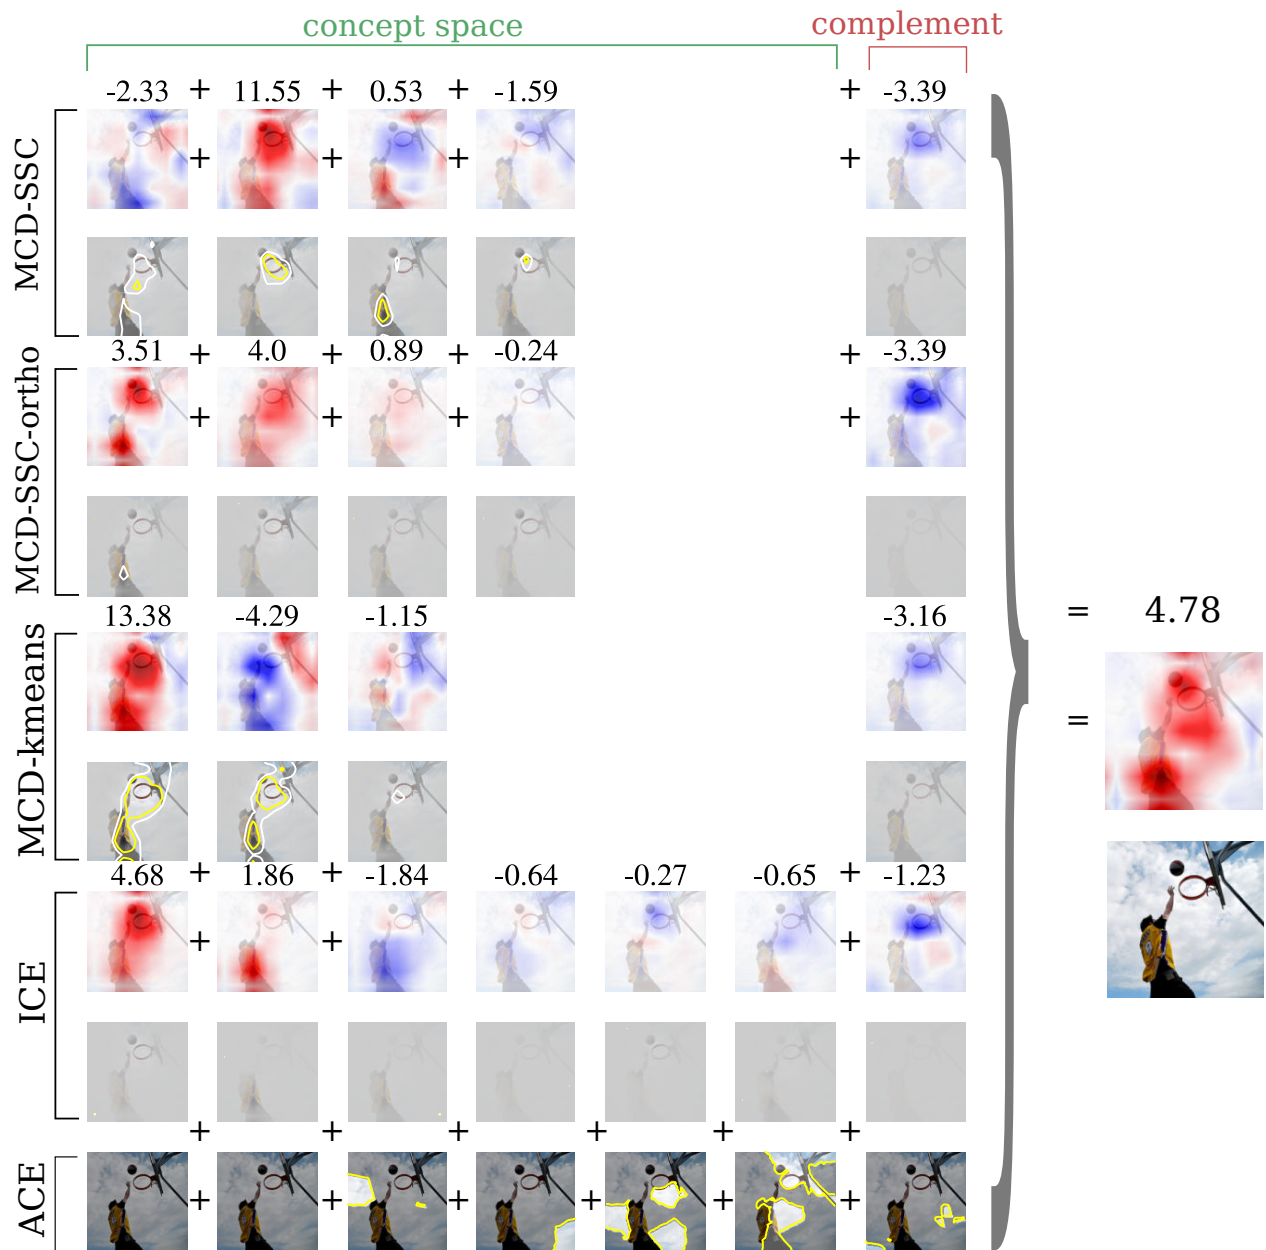 concept space
complement
-2.33 + 11.55 + 0.53 + -1.59 + -3.39
+ + + +
MCD-SSC
3.51 + 4.0 + 0.89 + -0.24 + -3.39
+ + + +
MCD-SSC-ortho
13.38 -4.29 -1.15 -3.16
= 4.78
=
MCD-kmeans
4.68 + 1.86 + -1.84 -0.64 -0.27 -0.65 + -1.23
+ + +
ICE
+ + + + + +
+ + + + + +
ACE